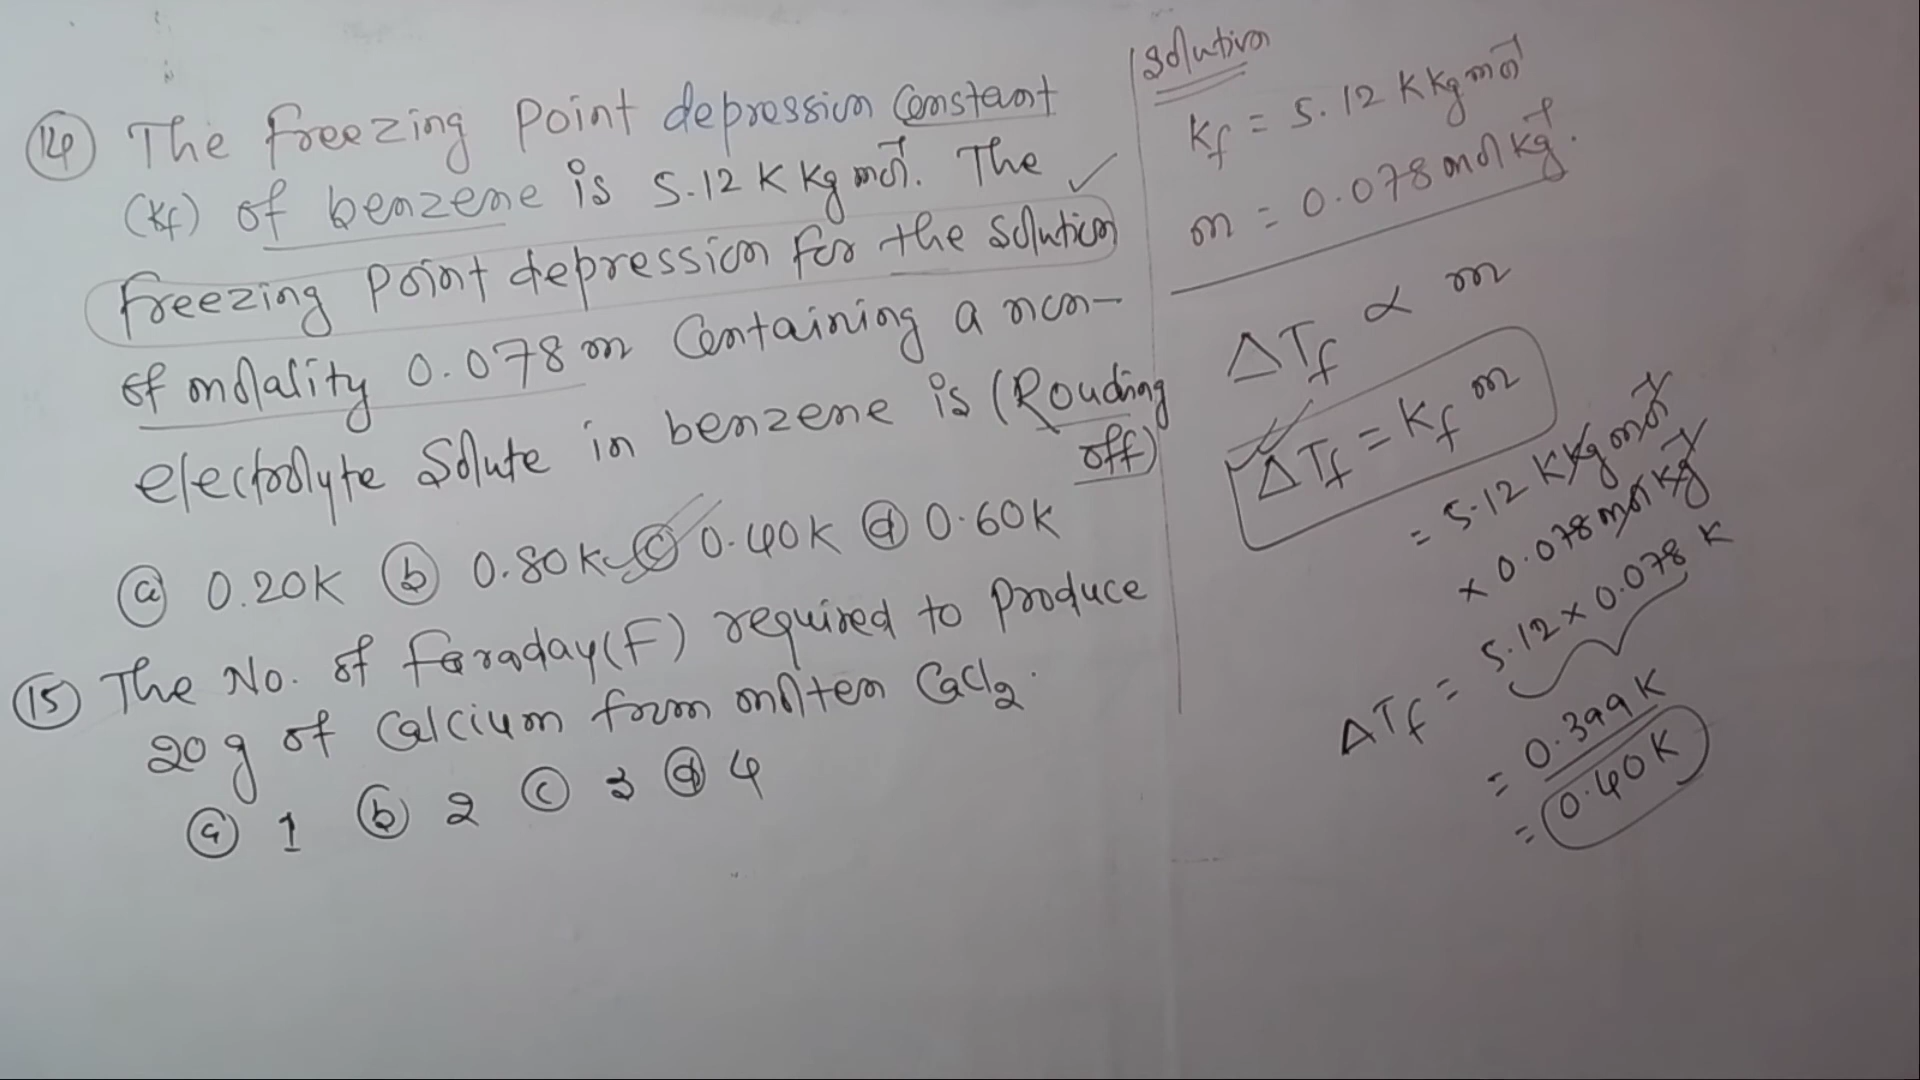 ⑭ The freezing point depression Constant
(Kf) of benzene is 5.12 K Kg mol⁻¹. The
freezing point depression for the solution
of molality 0.078 m Containing a non-
electrolyte Solute in benzene is (Rouding
off)
ⓐ 0.20K ⓑ 0.80K ⓒ 0.40K ⓓ 0.60K
⑮ The No. of Faraday(F) required to produce
20g of Calcium from molten CaCl₂.
ⓐ 1 ⓑ 2 ⓒ 3 ⓓ 4
Solution
Kf = 5.12 K Kg mol⁻¹
m = 0.078 mol Kg⁻¹.
ΔTf ∝ m
ΔTf = Kf m
= 5.12 K Kg mol⁻¹
× 0.078 mol Kg⁻¹
ΔTf = 5.12 × 0.078 K
= 0.399 K
= 0.40K